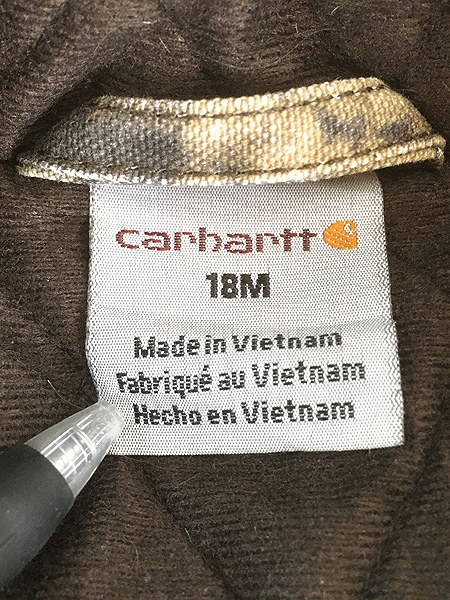 carhartt
18M
Made in Vietnam
Fabriqué au Vietnam
Hecho en Vietnam